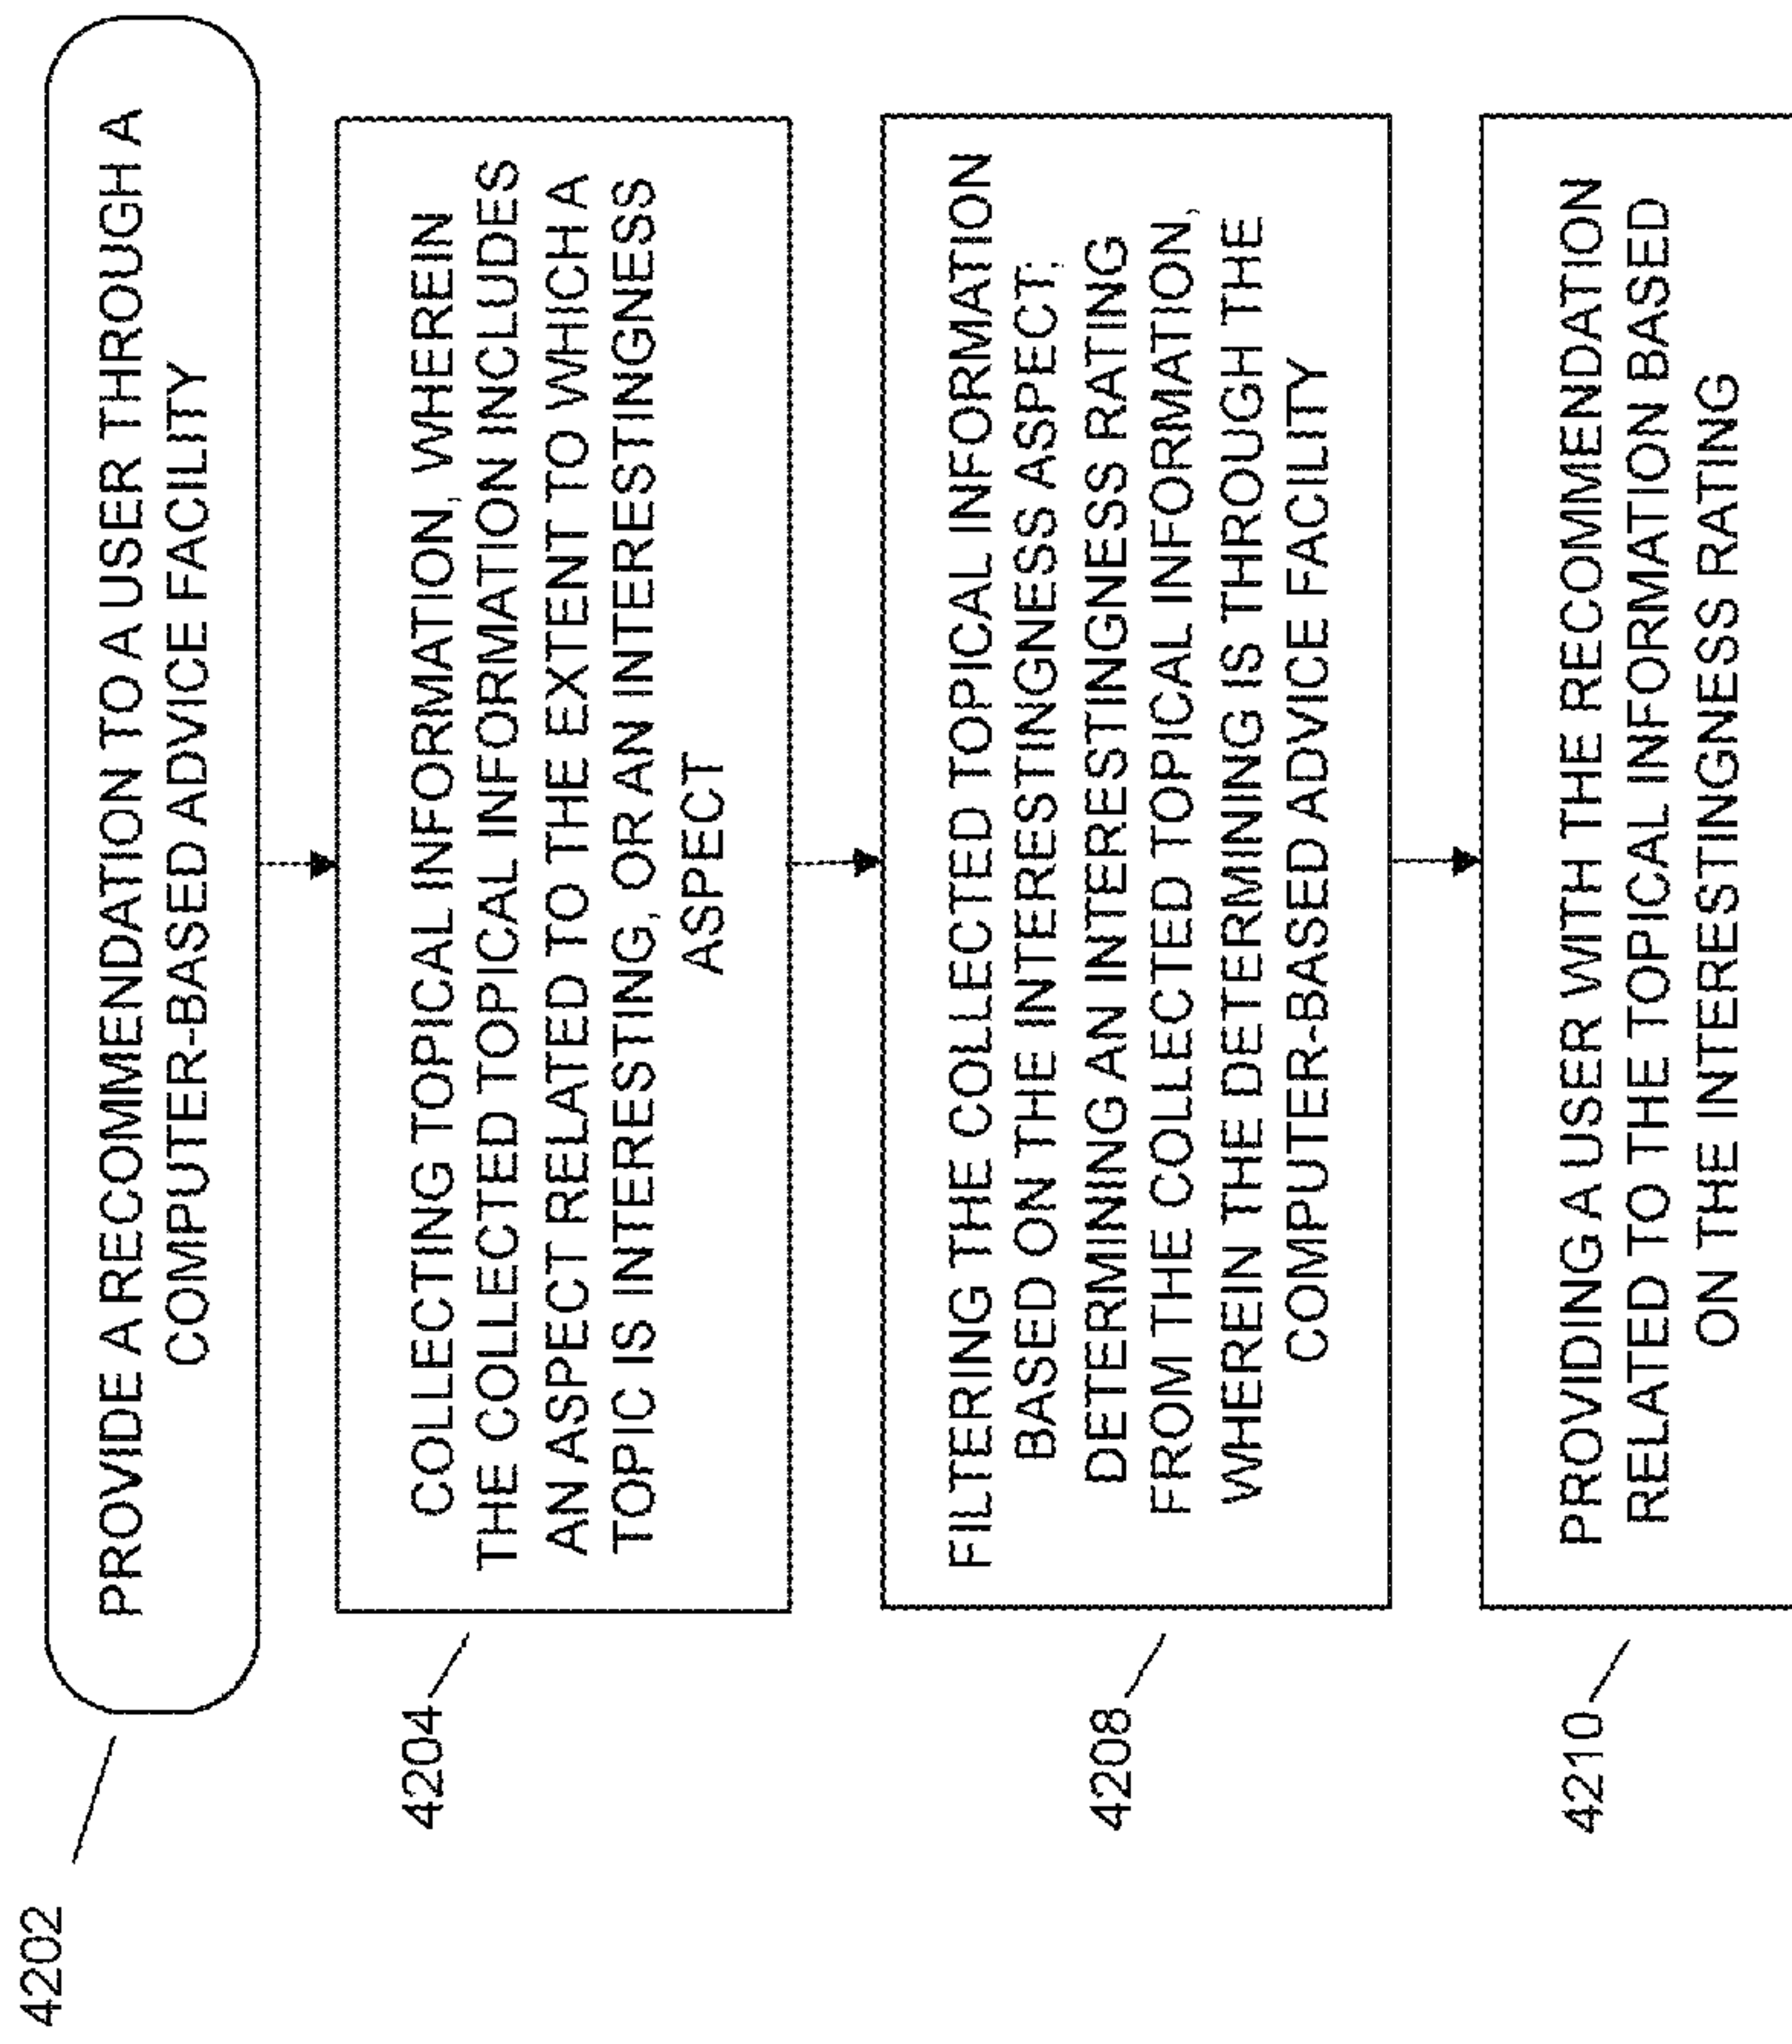 4202
PROVIDE A RECOMMENDATION TO A USER THROUGH A
COMPUTER-BASED ADVICE FACILITY
4204
COLLECTING TOPICAL INFORMATION, WHEREIN
THE COLLECTED TOPICAL INFORMATION INCLUDES
AN ASPECT RELATED TO THE EXTENT TO WHICH A
TOPIC IS INTERESTING, OR AN INTERESTINGNESS
ASPECT
4208
FILTERING THE COLLECTED TOPICAL INFORMATION
BASED ON THE INTERESTINGNESS ASPECT;
DETERMINING AN INTERESTINGNESS RATING
FROM THE COLLECTED TOPICAL INFORMATION,
WHEREIN THE DETERMINING IS THROUGH THE
COMPUTER-BASED ADVICE FACILITY
4210
PROVIDING A USER WITH THE RECOMMENDATION
RELATED TO THE TOPICAL INFORMATION BASED
ON THE INTERESTINGNESS RATING